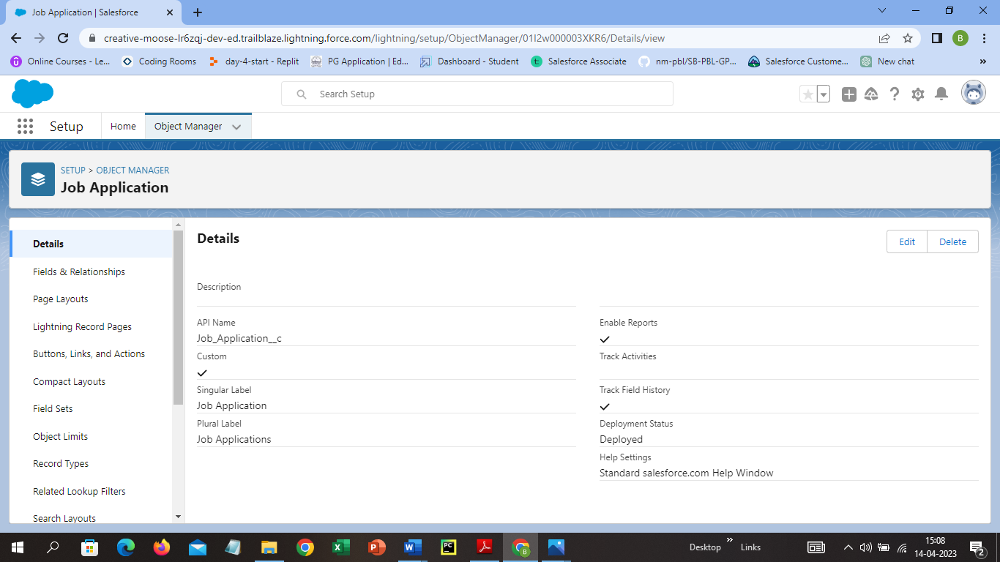 Job Application | Salesforce
creative-moose-lr6zqj-dev-ed.trailblaze.lightning.force.com/lightning/setup/ObjectManager/01I2w000003XKR6/Details/view
B
Online Courses - Le...
Coding Rooms
day-4-start - Replit
PG Application | Ed...
Dashboard - Student
t:
Salesforce Associate
nm-pbl/SB-PBL-GP...
Salesforce Custome...
New chat
»
Search Setup
Setup
Home
Object Manager
SETUP > OBJECT MANAGER
Job Application
Details
Fields & Relationships
Page Layouts
Lightning Record Pages
Buttons, Links, and Actions
Compact Layouts
Field Sets
Object Limits
Record Types
Related Lookup Filters
Search Layouts
Details
Edit
Delete
Description
API Name
Job_Application__c
Custom
Singular Label
Job Application
Plural Label
Job Applications
Enable Reports
Track Activities
Track Field History
Deployment Status
Deployed
Help Settings
Standard salesforce.com Help Window
Desktop
»
Links
15:08
14-04-2023
2